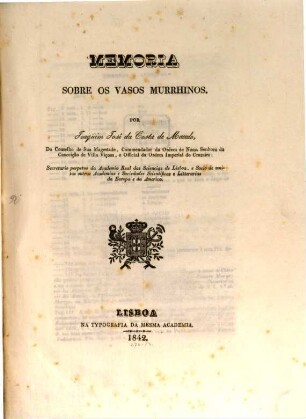 MEMORIA
SOBRE OS VASOS MURRHINOS.
POR
Joaquim José da Costa de Macedo,
Do Conselho de Sua Magestade, Commendador da Ordem de Nossa Senhora da
Conceição de Villa Viçosa, e Official da Ordem Imperial do Cruzeiro:
Secretario perpetuo da Academia Real das Sciencias de Lisboa, e Socio de mui-
tas outras Academias e Sociedades Scientificas e Litterarias
da Europa e da America.
LISBOA
NA TYPOGRAFIA DA MESMA ACADEMIA.
1842.